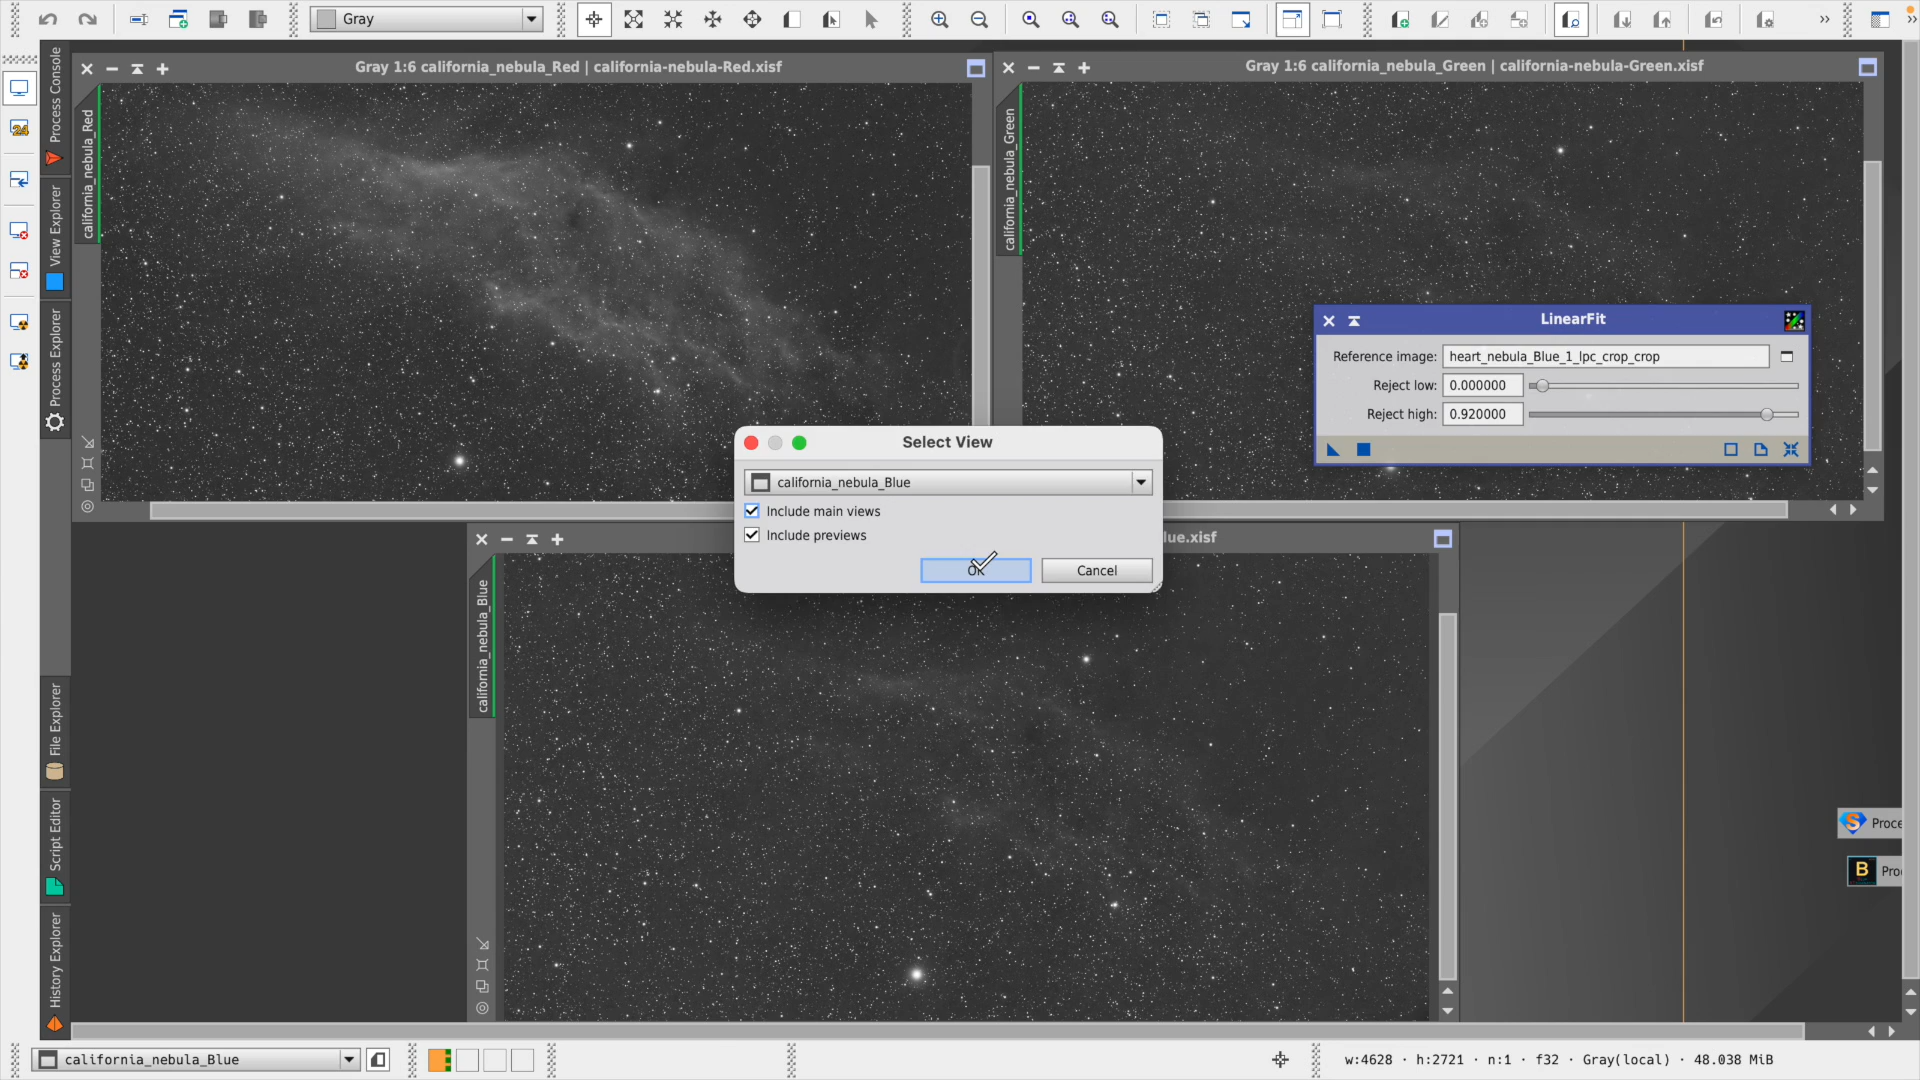 Gray
Gray 1:6 california_nebula_Red | california-nebula-Red.xisf
Gray 1:6 california_nebula_Green | california-nebula-Green.xisf
Process Console
View Explorer
Process Explorer
File Explorer
Script Editor
History Explorer
california_nebula_Red
california_nebula_Green
24
LinearFit
Reference image: heart_nebula_Blue_1_lpc_crop_crop
Reject low: 0.000000
Reject high: 0.920000
Select View
california_nebula_Blue
Include main views
Include previews
OK
Cancel
lue.xisf
california_nebula_Blue
S Proce
B Pro
california_nebula_Blue
w:4628 · h:2721 · n:1 · f32 · Gray(local) · 48.038 MiB